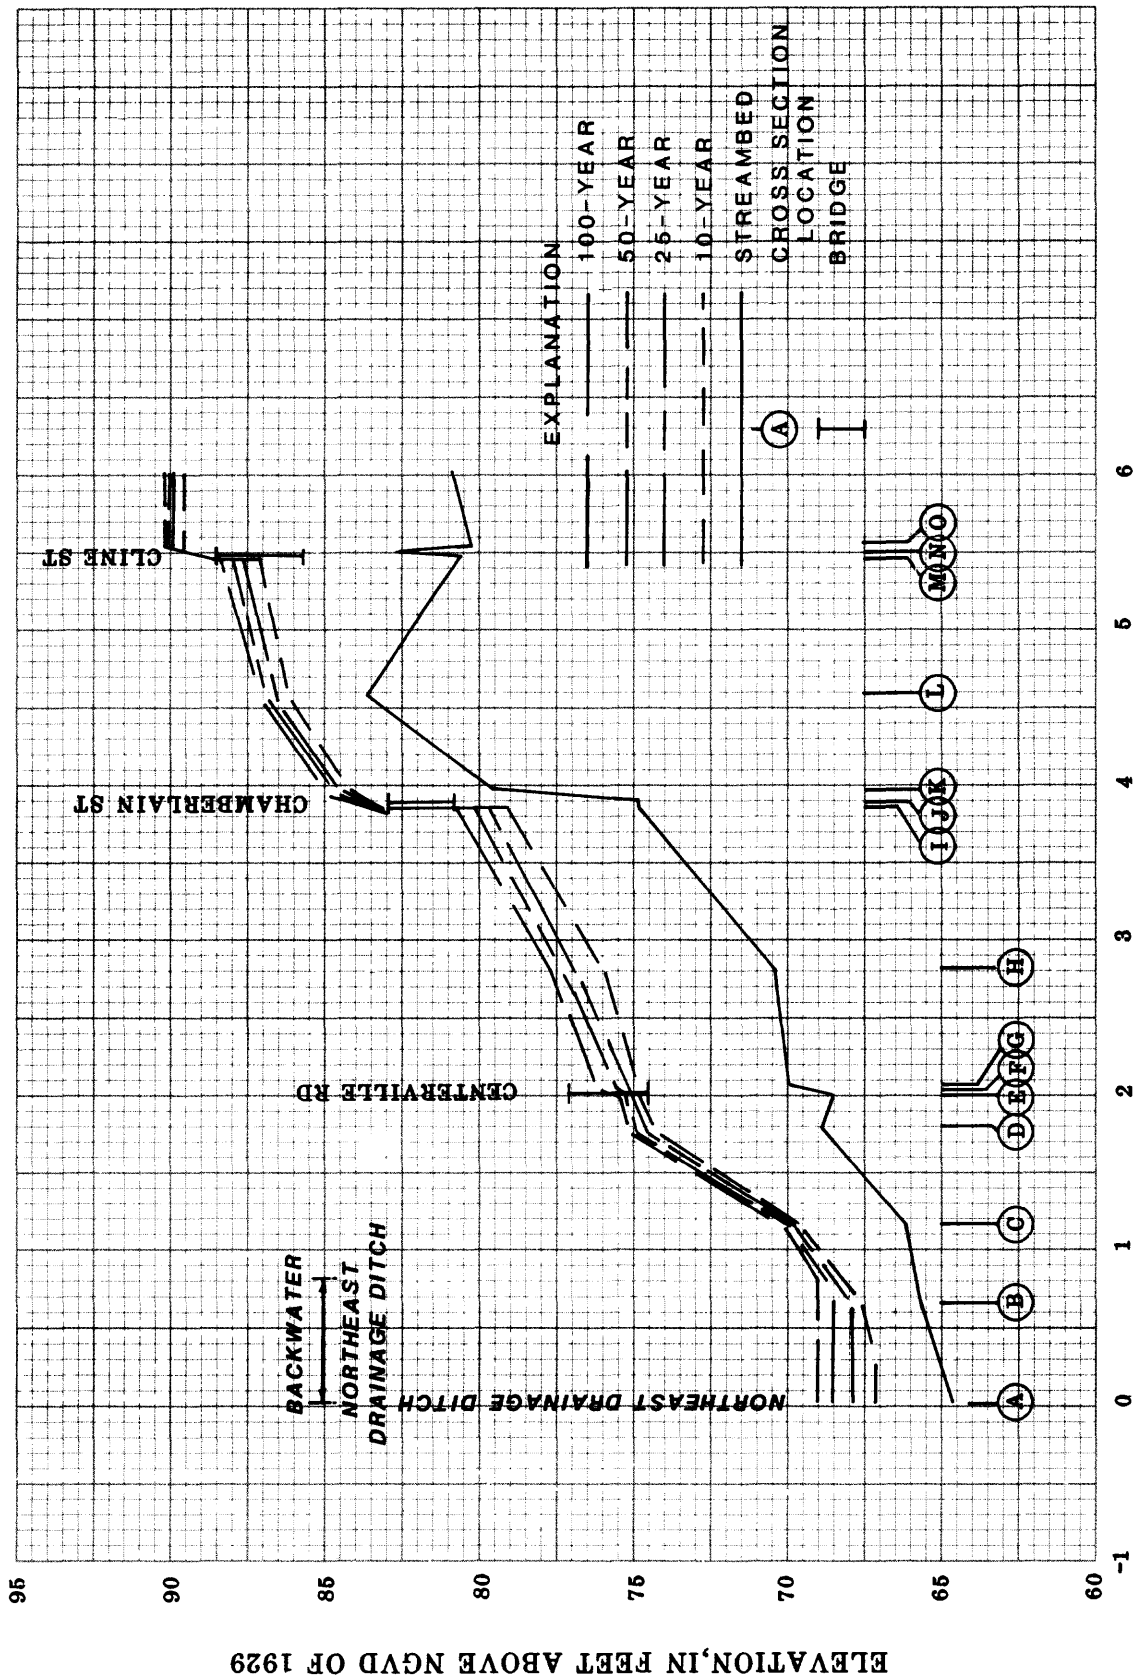 ELEVATION, IN FEET ABOVE NGVD OF 1929
95
90
85
80
75
70
65
60
-1
0
1
2
3
4
5
6
BACKWATER
NORTHEAST
DRAINAGE DITCH
NORTHEAST DRAINAGE DITCH
CENTERVILLE RD
CHAMBERLAIN ST
CLINE ST
EXPLANATION
100-YEAR
50-YEAR
25-YEAR
10-YEAR
STREAMBED
A
CROSS SECTION
LOCATION
BRIDGE
A
B
C
D
E
F
G
H
I
J
K
L
M
N
O